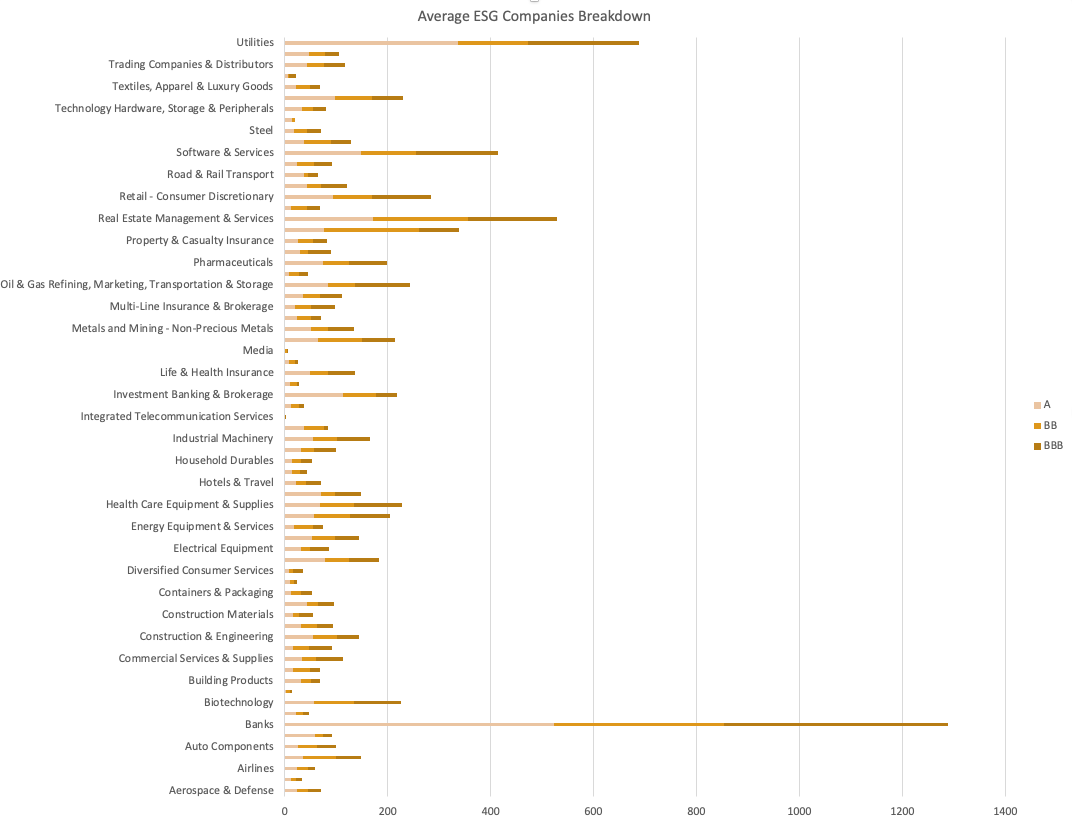 Average ESG Companies Breakdown
Utilities
Trading Companies & Distributors
Textiles, Apparel & Luxury Goods
Technology Hardware, Storage & Peripherals
Steel
Software & Services
Road & Rail Transport
Retail - Consumer Discretionary
Real Estate Management & Services
Property & Casualty Insurance
Pharmaceuticals
Oil & Gas Refining, Marketing, Transportation & Storage
Multi-Line Insurance & Brokerage
Metals and Mining - Non-Precious Metals
Media
Life & Health Insurance
Investment Banking & Brokerage
Integrated Telecommunication Services
Industrial Machinery
Household Durables
Hotels & Travel
Health Care Equipment & Supplies
Energy Equipment & Services
Electrical Equipment
Diversified Consumer Services
Containers & Packaging
Construction Materials
Construction & Engineering
Commercial Services & Supplies
Building Products
Biotechnology
Banks
Auto Components
Airlines
Aerospace & Defense
0 200 400 600 800 1000 1200 1400
A
BB
BBB